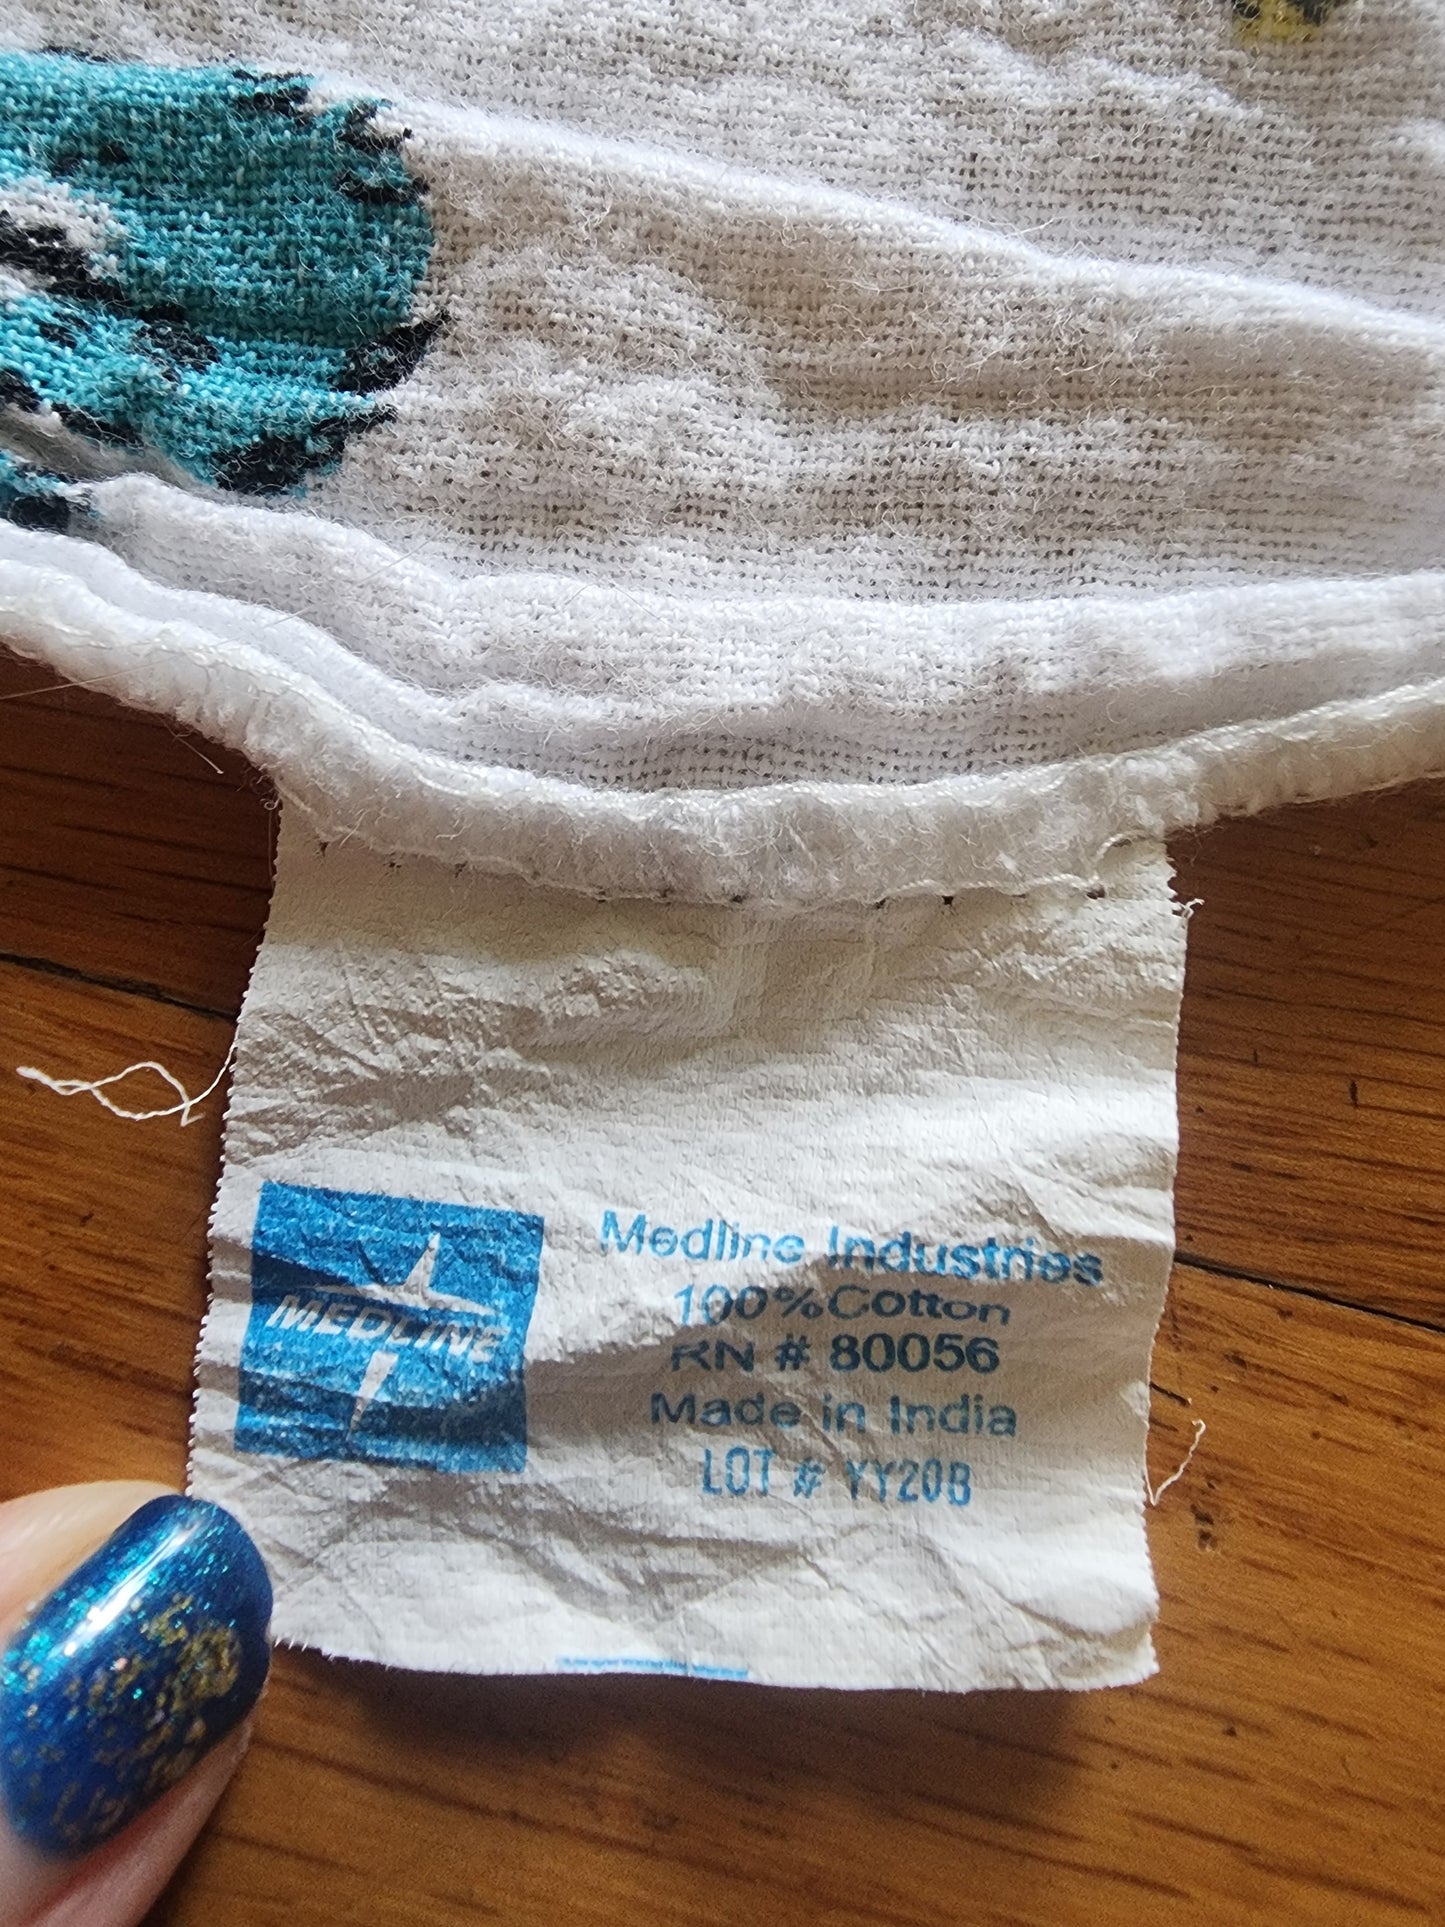 MEDLINE
Medline Industries
100%Cotton
RN # 80056
Made in India
LOT # YY20B